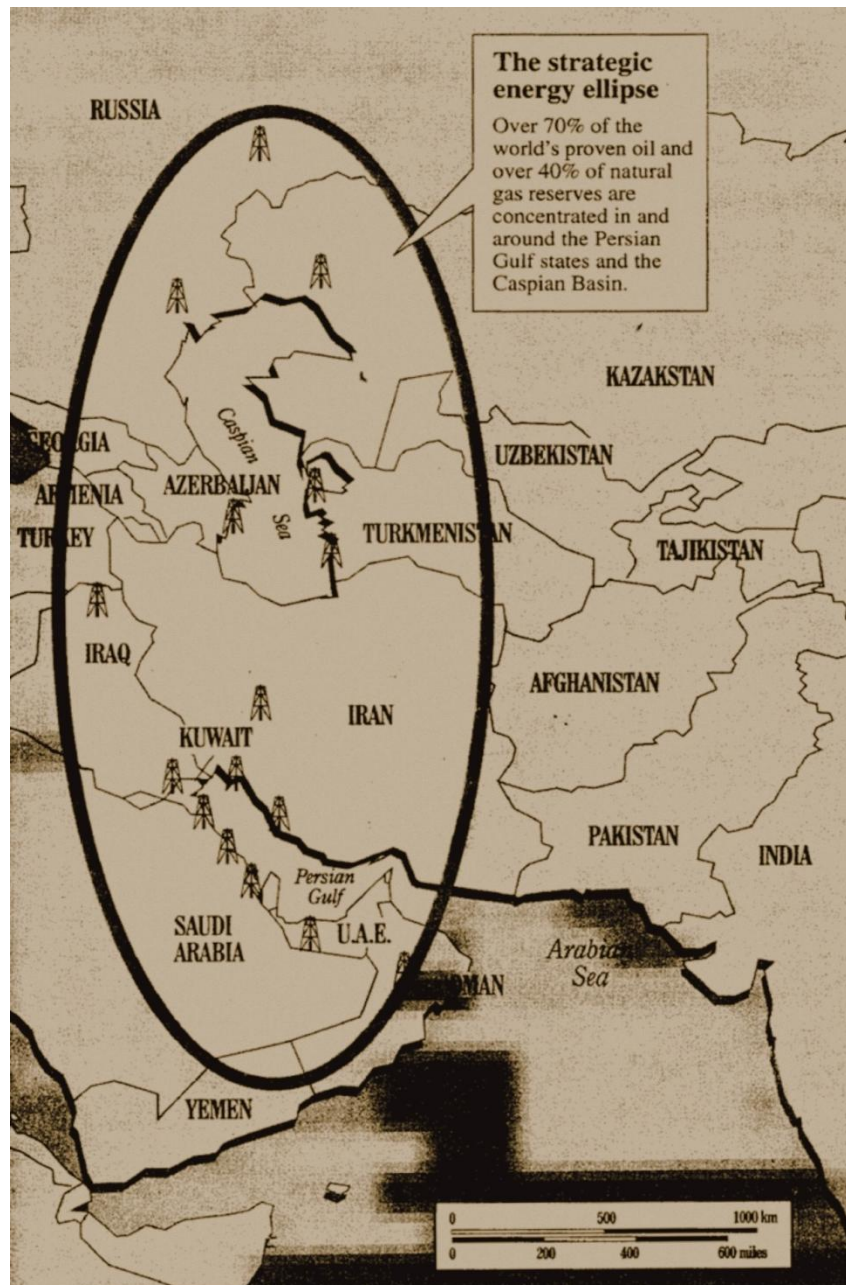 The strategic
energy ellipse
Over 70% of the
world's proven oil and
over 40% of natural
gas reserves are
concentrated in and
around the Persian
Gulf states and the
Caspian Basin.
RUSSIA
KAZAKSTAN
GEORGIA
UZBEKISTAN
Caspian
Sea
ARMENIA
AZERBAIJAN
TURKEY
TURKMENISTAN
TAJIKISTAN
IRAQ
AFGHANISTAN
IRAN
KUWAIT
PAKISTAN
INDIA
Persian
Gulf
SAUDI
ARABIA
U.A.E.
Arabian
Sea
OMAN
YEMEN
0 500 1000 km
0 200 400 600 miles